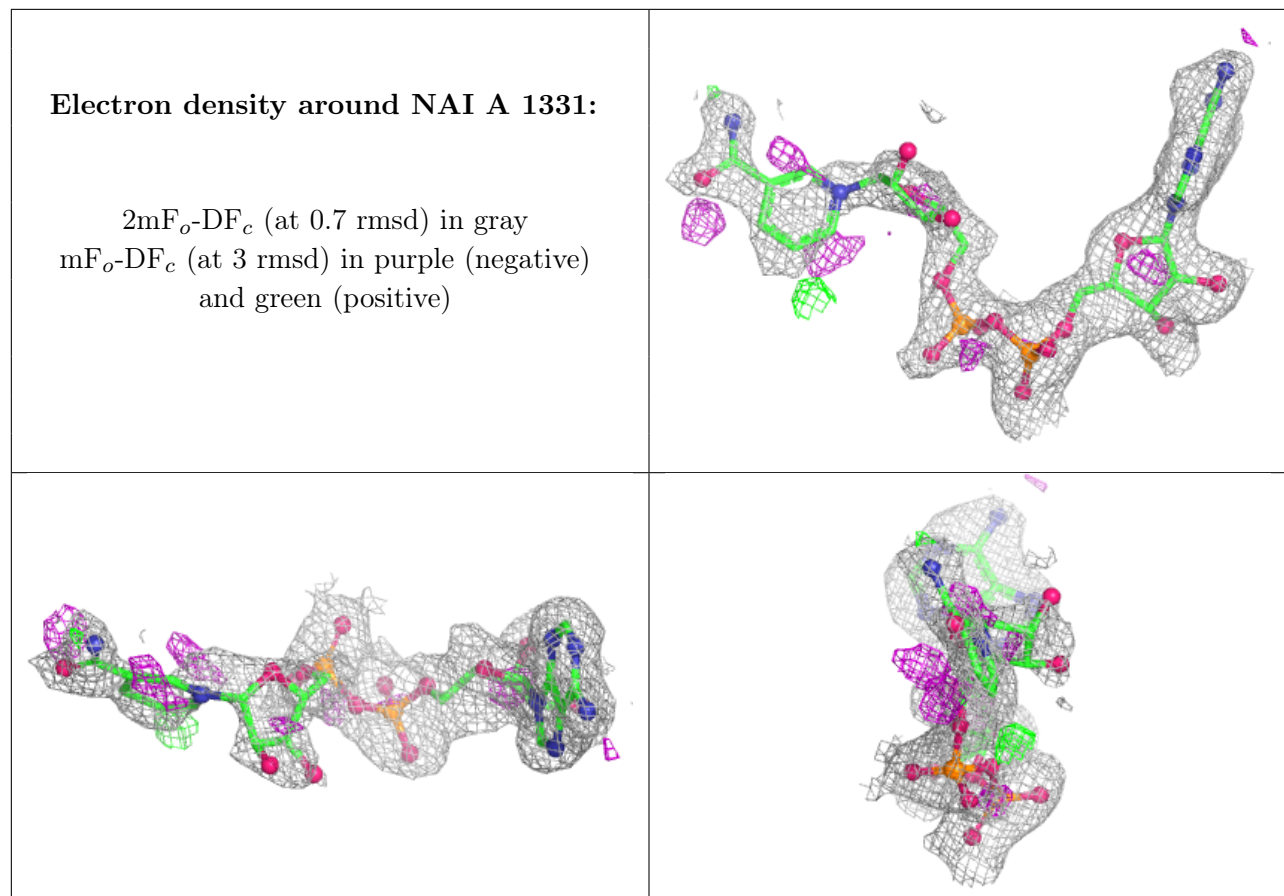 Electron density around NAI A 1331:
2mFₒ-DF𝒸 (at 0.7 rmsd) in gray
mFₒ-DF𝒸 (at 3 rmsd) in purple (negative)
and green (positive)